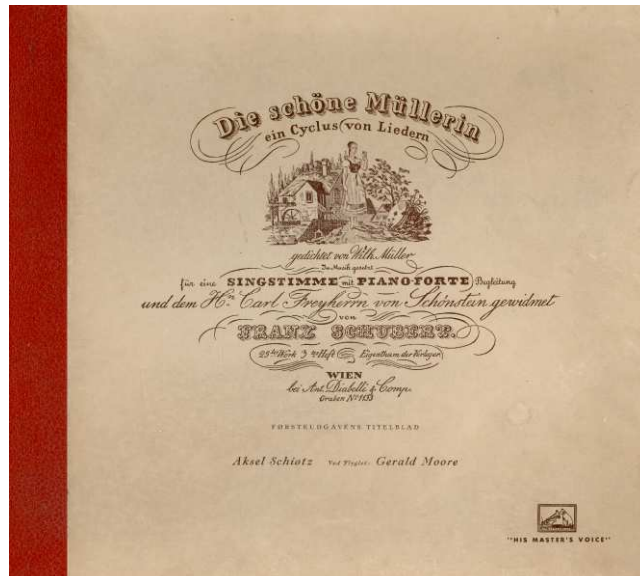 Die schöne Müllerin
ein Cyclus von Liedern
gedichtet von Wilh. Müller
In Musik gesetzt
für eine SINGSTIMME mit PIANO-FORTE Begleitung
und dem Hn. Carl Freyherrn von Schönstein gewidmet
von
FRANZ SCHUBERT.
25tes Werk 3 tes Heft Eigenthum der Verleger
WIEN
bei Ant. Diabelli & Comp.
Graben No 1133
FØRSTEUDGAVENS TITELBLAD
Aksel Schiøtz Ved Flyglet: Gerald Moore
"HIS MASTER'S VOICE"